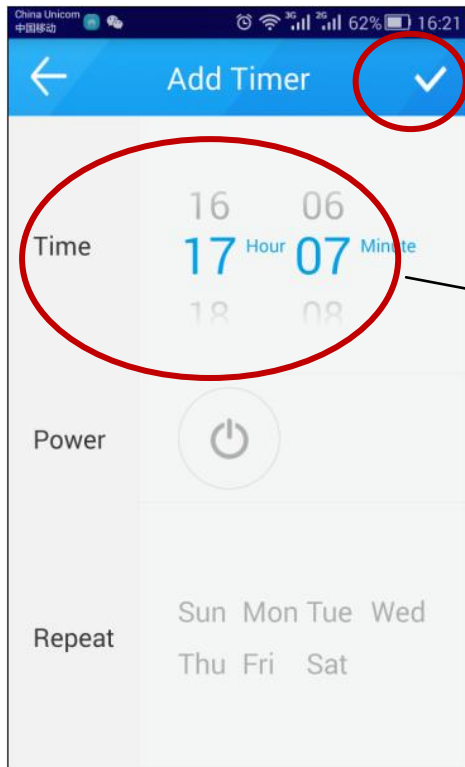 China Unicom
中国移动 3G 2G 62% 16:21
Add Timer
16 06
Time 17 Hour 07 Minute
18 08
Power
Sun Mon Tue Wed
Repeat
Thu Fri Sat